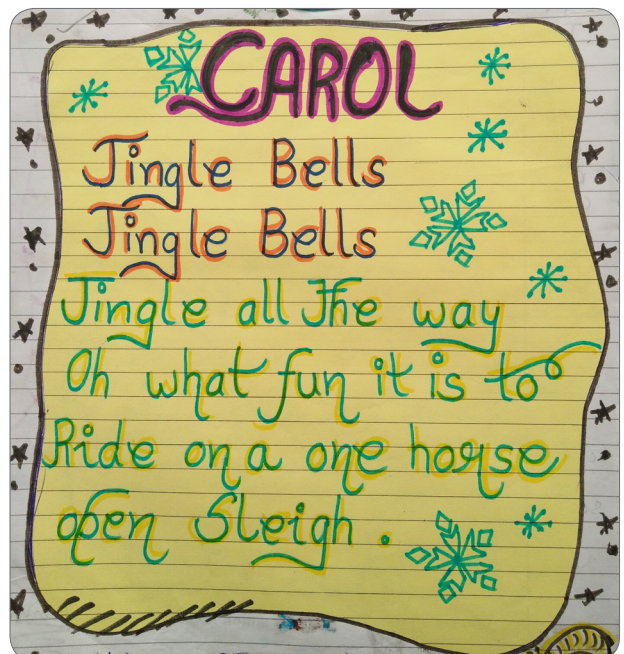 CAROL
Jingle Bells
Jingle Bells
Jingle all The way
Oh what fun it is to
Ride on a one horse
open Sleigh .